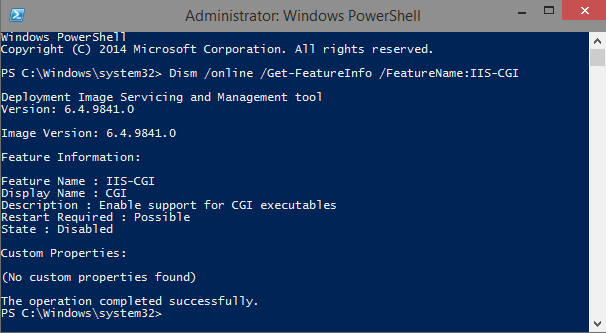 Administrator: Windows PowerShell
Windows PowerShell
Copyright (C) 2014 Microsoft Corporation. All rights reserved.
PS C:\Windows\system32> Dism /online /Get-FeatureInfo /FeatureName:IIS-CGI
Deployment Image Servicing and Management tool
Version: 6.4.9841.0
Image Version: 6.4.9841.0
Feature Information:
Feature Name : IIS-CGI
Display Name : CGI
Description : Enable support for CGI executables
Restart Required : Possible
State : Disabled
Custom Properties:
(No custom properties found)
The operation completed successfully.
PS C:\Windows\system32>